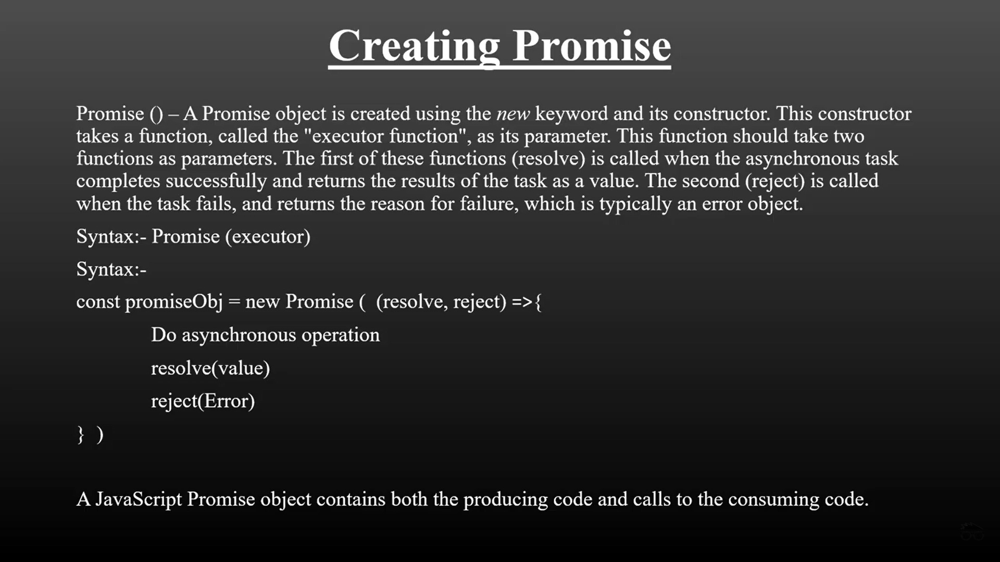 Creating Promise
Promise () – A Promise object is created using the new keyword and its constructor. This constructor
takes a function, called the "executor function", as its parameter. This function should take two
functions as parameters. The first of these functions (resolve) is called when the asynchronous task
completes successfully and returns the results of the task as a value. The second (reject) is called
when the task fails, and returns the reason for failure, which is typically an error object.
Syntax:- Promise (executor)
Syntax:-
const promiseObj = new Promise (  (resolve, reject) =>{
Do asynchronous operation
resolve(value)
reject(Error)
}  )
A JavaScript Promise object contains both the producing code and calls to the consuming code.